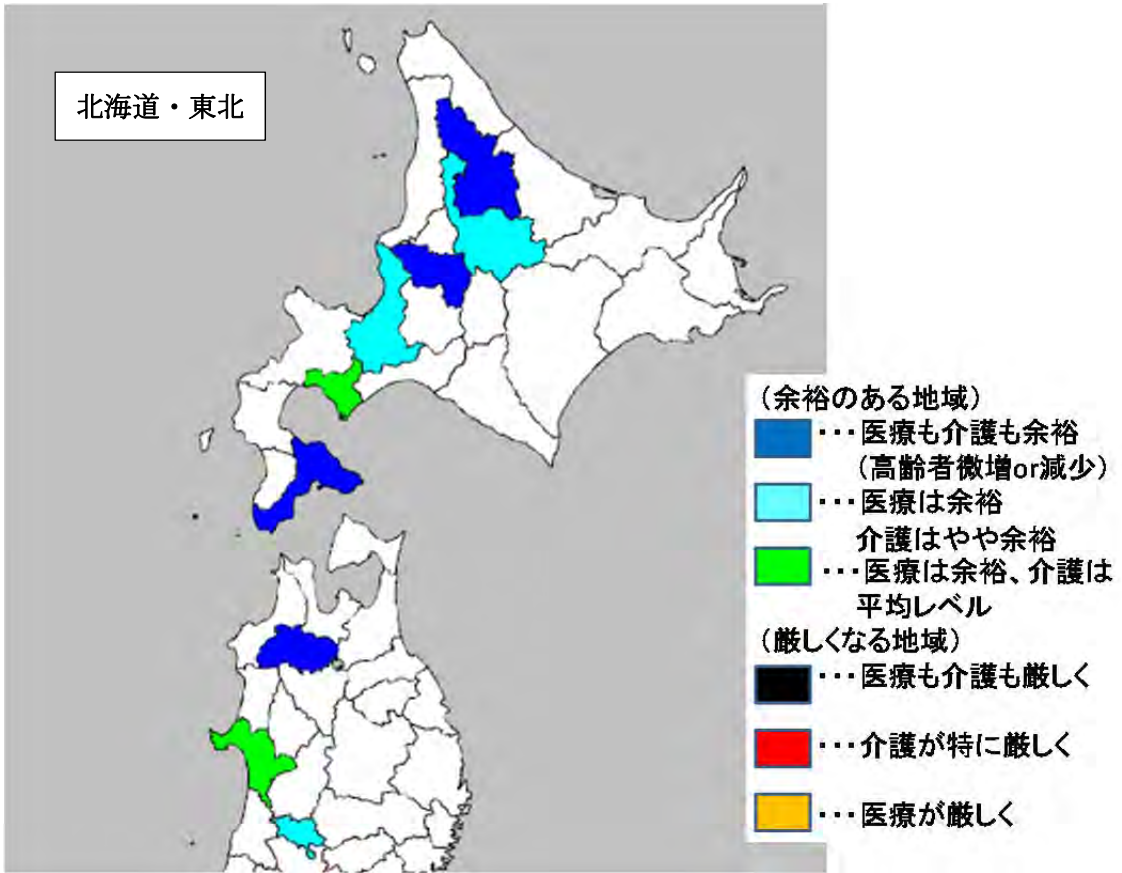 北海道・東北
（余裕のある地域）
・・・医療も介護も余裕
（高齢者微増or減少）
・・・医療は余裕
介護はやや余裕
・・・医療は余裕、介護は
平均レベル
（厳しくなる地域）
・・・医療も介護も厳しく
・・・介護が特に厳しく
・・・医療が厳しく